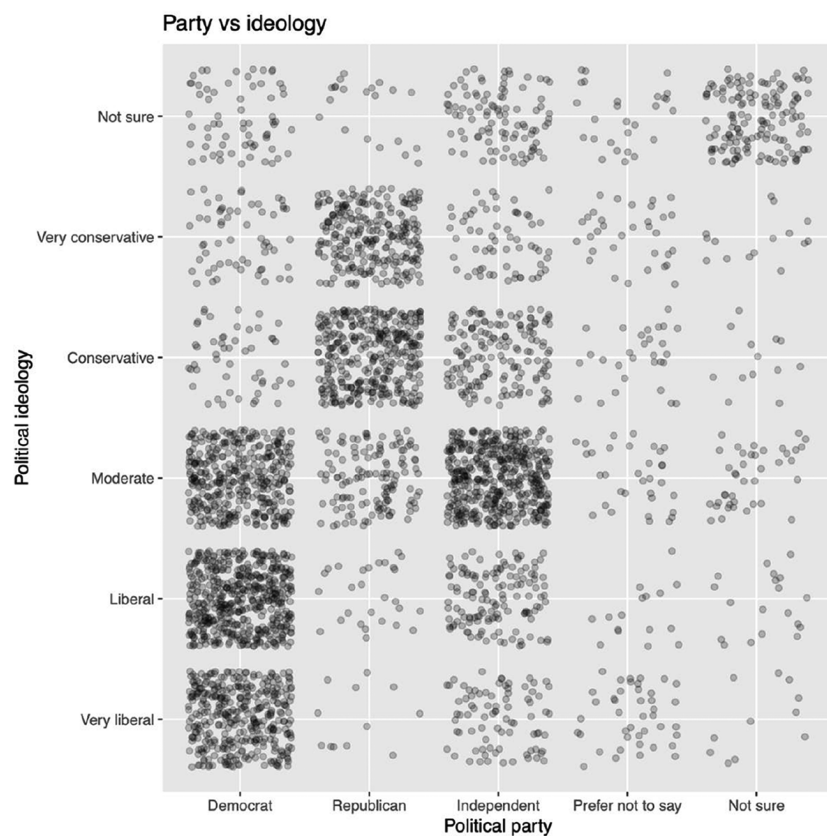 Party vs ideology
Political ideology
Not sure
Very conservative
Conservative
Moderate
Liberal
Very liberal
Democrat Republican Independent Prefer not to say Not sure
Political party